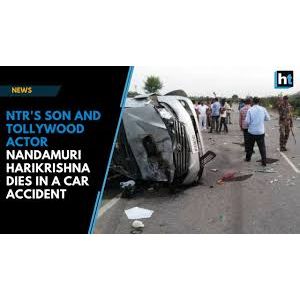 ht
NEWS
NTR'S SON AND
TOLLYWOOD
ACTOR
NANDAMURI
HARIKRISHNA
DIES IN A CAR
ACCIDENT